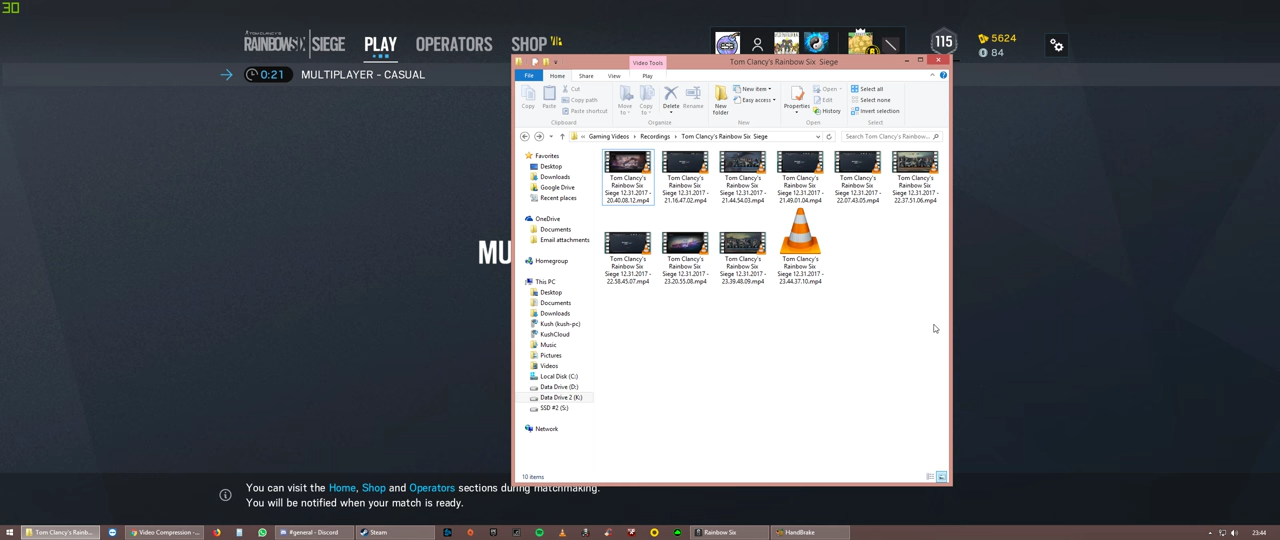 30
TOM CLANCY'S
RAINBOWSIX SIEGE
PLAY
OPERATORS
SHOP
115
5624
84
0:21
MULTIPLAYER - CASUAL
Video Tools
Tom Clancy's Rainbow Six Siege
File
Home
Share
View
Play
Copy
Paste
Cut
Copy path
Paste shortcut
Clipboard
Move to
Copy to
Delete
Rename
Organize
New folder
New item
Easy access
New
Properties
Open
Edit
History
Open
Select all
Select none
Invert selection
Select
« Gaming Videos
Recordings
Tom Clancy's Rainbow Six Siege
Search Tom Clancy's Rainbow...
Favorites
Desktop
Downloads
Google Drive
Recent places
OneDrive
Documents
Email attachments
Homegroup
This PC
Desktop
Documents
Downloads
Kush (kush-pc)
KushCloud
Music
Pictures
Videos
Local Disk (C:)
Data Drive (D:)
Data Drive 2 (K:)
SSD #2 (S:)
Network
Tom Clancy's
Rainbow Six
Siege 12.31.2017 -
20.40.08.12.mp4
Tom Clancy's
Rainbow Six
Siege 12.31.2017 -
21.16.47.02.mp4
Tom Clancy's
Rainbow Six
Siege 12.31.2017 -
21.44.54.03.mp4
Tom Clancy's
Rainbow Six
Siege 12.31.2017 -
21.49.01.04.mp4
Tom Clancy's
Rainbow Six
Siege 12.31.2017 -
22.07.43.05.mp4
Tom Clancy's
Rainbow Six
Siege 12.31.2017 -
22.37.51.06.mp4
Tom Clancy's
Rainbow Six
Siege 12.31.2017 -
22.58.45.07.mp4
Tom Clancy's
Rainbow Six
Siege 12.31.2017 -
23.20.55.08.mp4
Tom Clancy's
Rainbow Six
Siege 12.31.2017 -
23.39.48.09.mp4
Tom Clancy's
Rainbow Six
Siege 12.31.2017 -
23.44.37.10.mp4
10 items
MU
You can visit the Home, Shop and Operators sections during matchmaking.
You will be notified when your match is ready.
Tom Clancy's Rainb...
Video Compression -...
#general - Discord
Steam
Rainbow Six
HandBrake
23:44